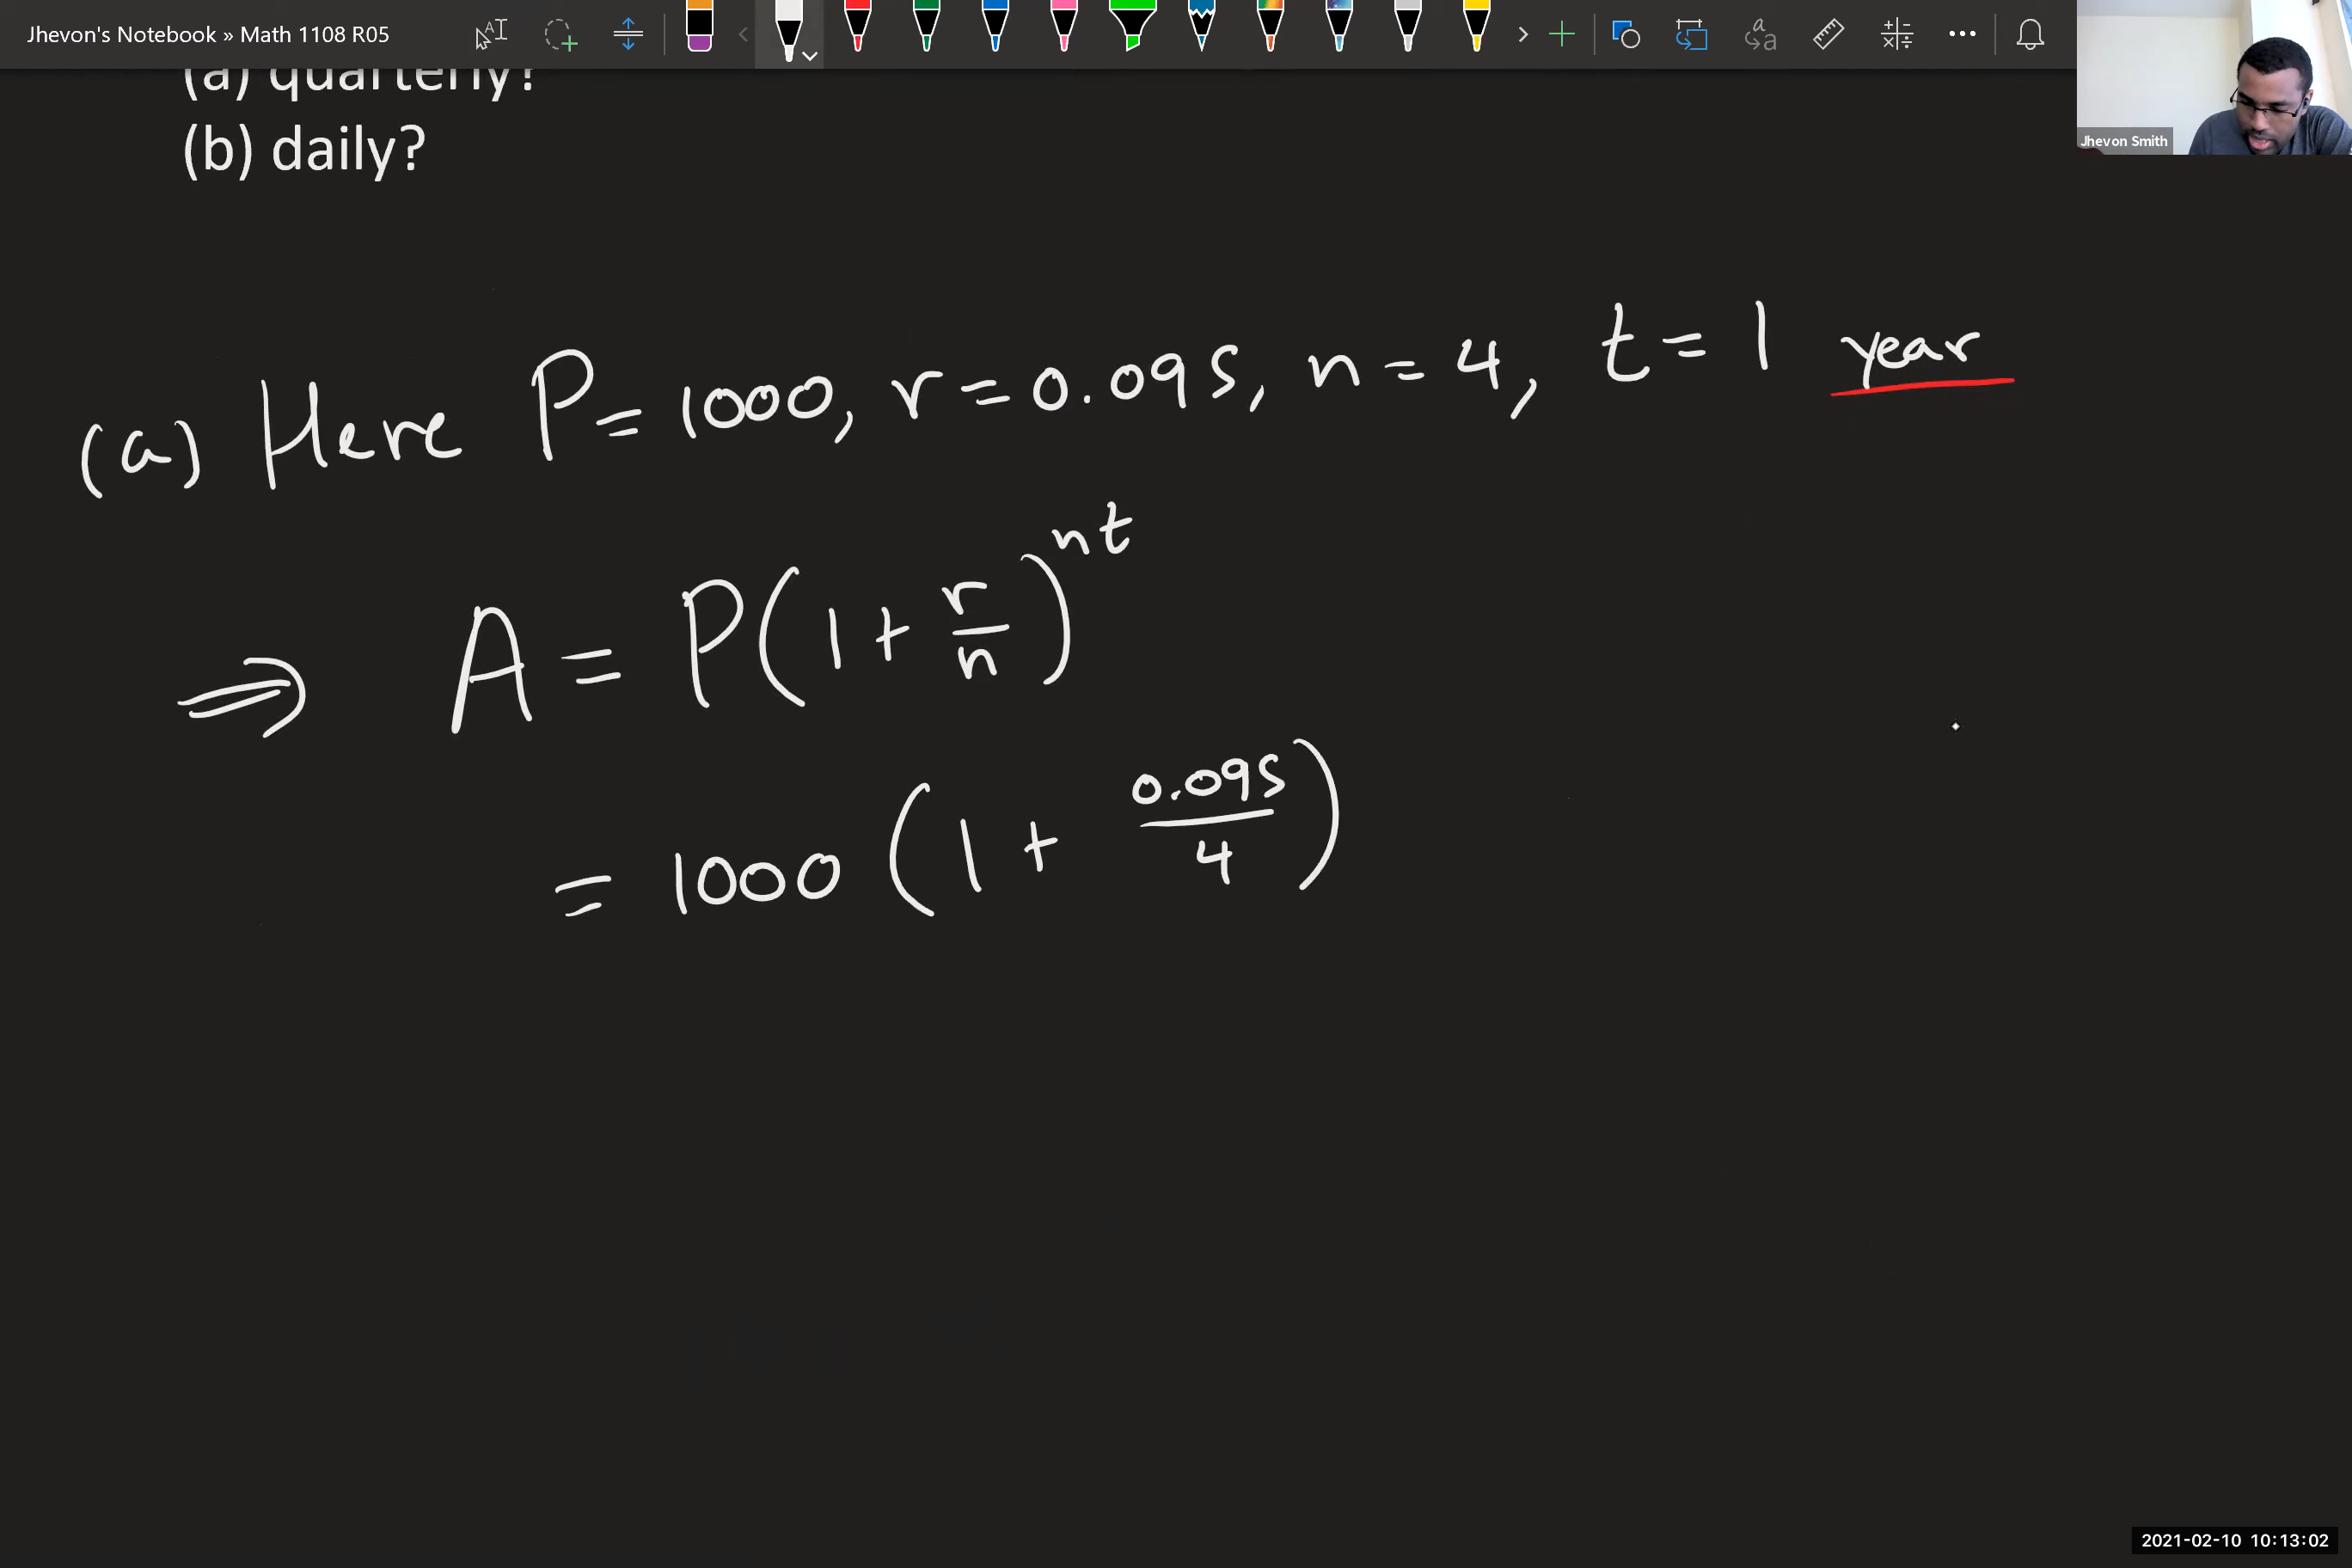 Jhevon's Notebook » Math 1108 R05
(a) quarterly?
(b) daily?
Jhevon Smith
(a) Here P = 1000, r = 0.095, n = 4, t = 1 year
⇒ A = P(1 + r/n)^nt
= 1000 (1 + 0.095/4)
2021-02-10 10:13:02